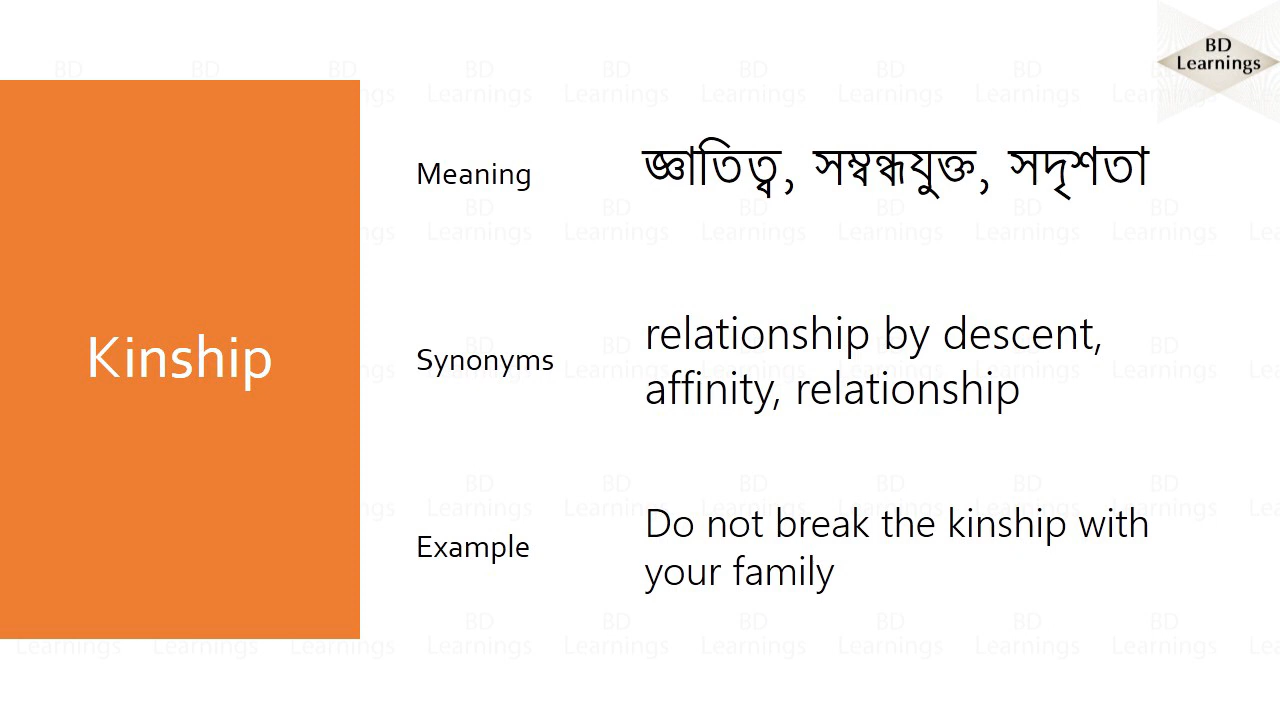 BD
Learnings
Kinship
Meaning
জ্ঞাতিত্ব, সম্বন্ধযুক্ত, সদৃশতা
Synonyms
relationship by descent,
affinity, relationship
Example
Do not break the kinship with
your family